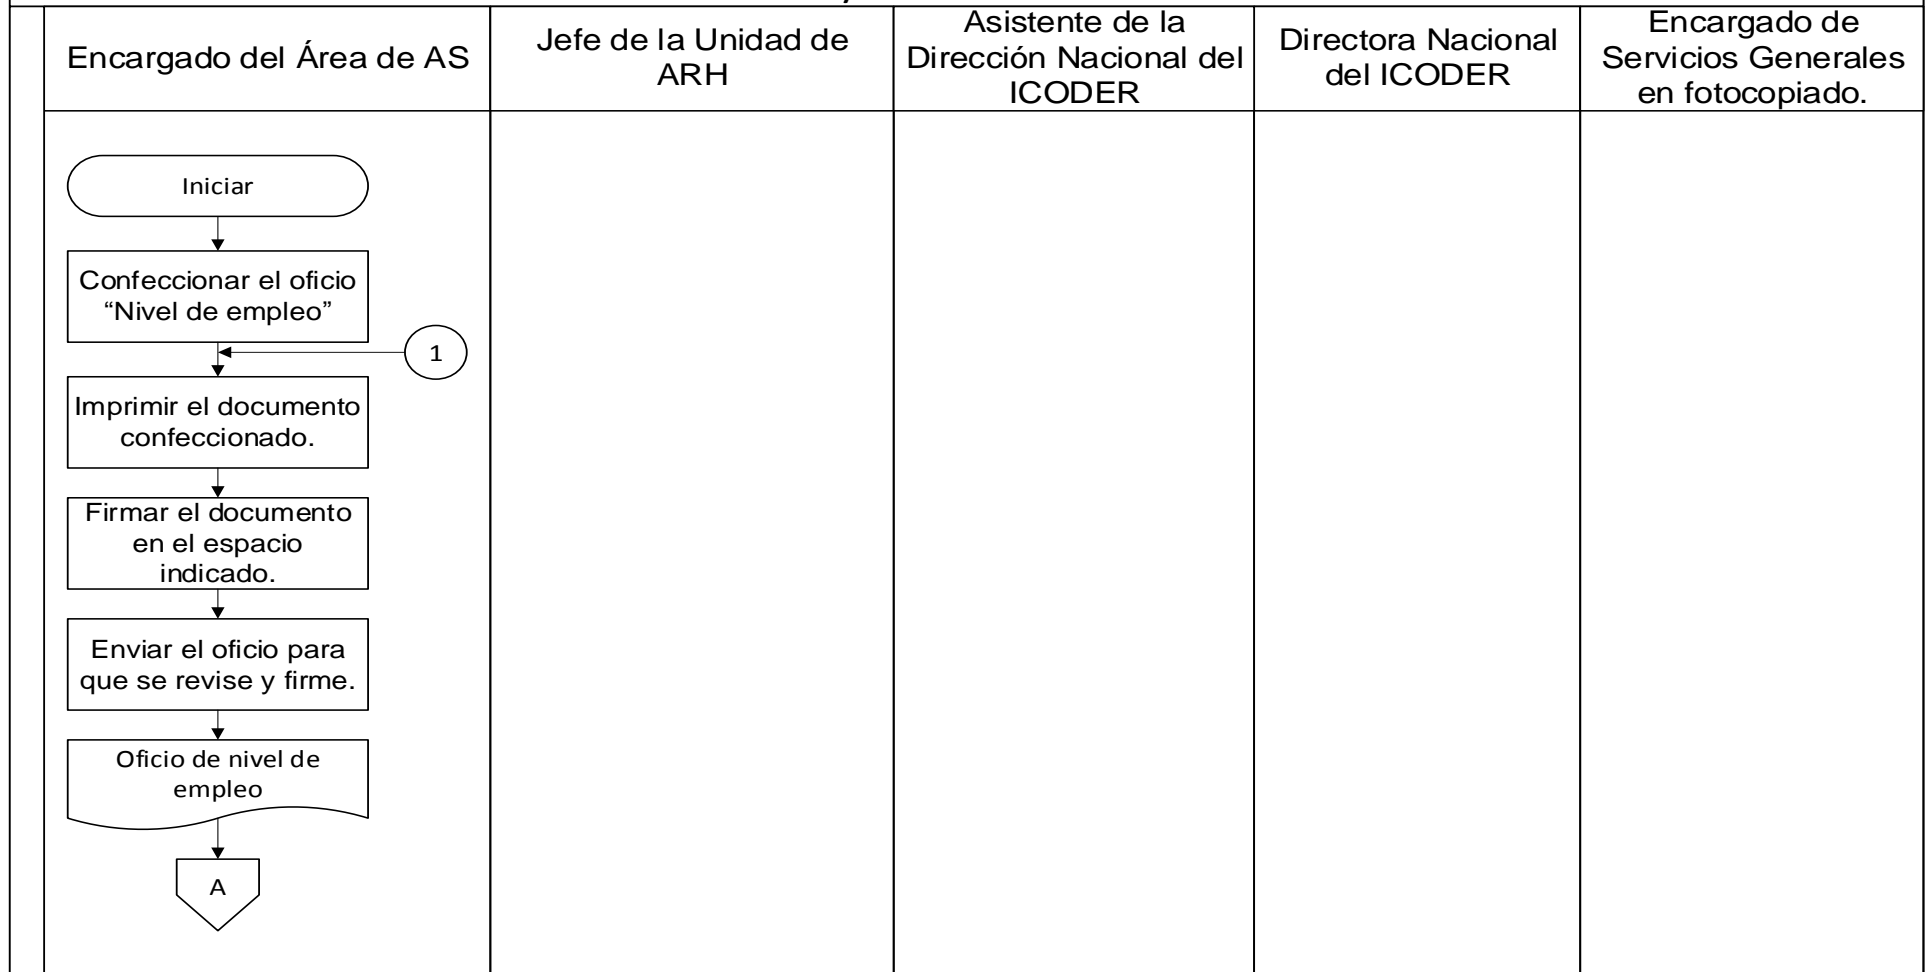 Encargado del Área de AS
Jefe de la Unidad de
ARH
Asistente de la
Dirección Nacional del
ICODER
Directora Nacional
del ICODER
Encargado de
Servicios Generales
en fotocopiado.
Iniciar
Confeccionar el oficio
“Nivel de empleo”
1
Imprimir el documento
confeccionado.
Firmar el documento
en el espacio
indicado.
Enviar el oficio para
que se revise y firme.
Oficio de nivel de
empleo
A